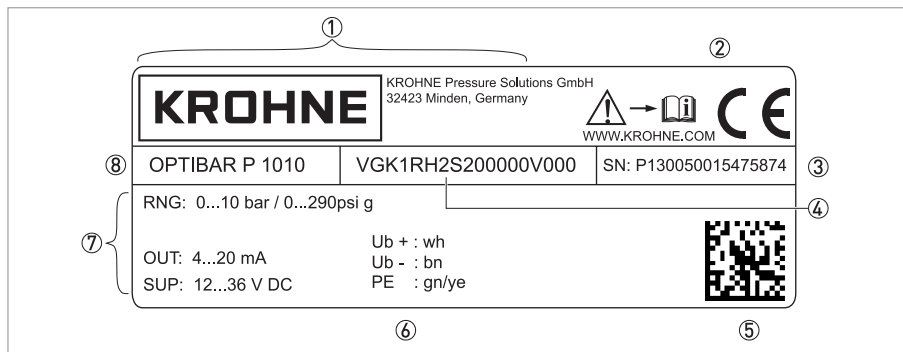 ①
②
KROHNE
KROHNE Pressure Solutions GmbH
32423 Minden, Germany
WWW.KROHNE.COM
CE
⑧
OPTIBAR P 1010
VGK1RH2S200000V000
SN: P130050015475874
③
④
⑦
RNG: 0...10 bar / 0...290psi g
OUT: 4...20 mA
SUP: 12...36 V DC
Ub + : wh
Ub - : bn
PE : gn/ye
⑥
⑤